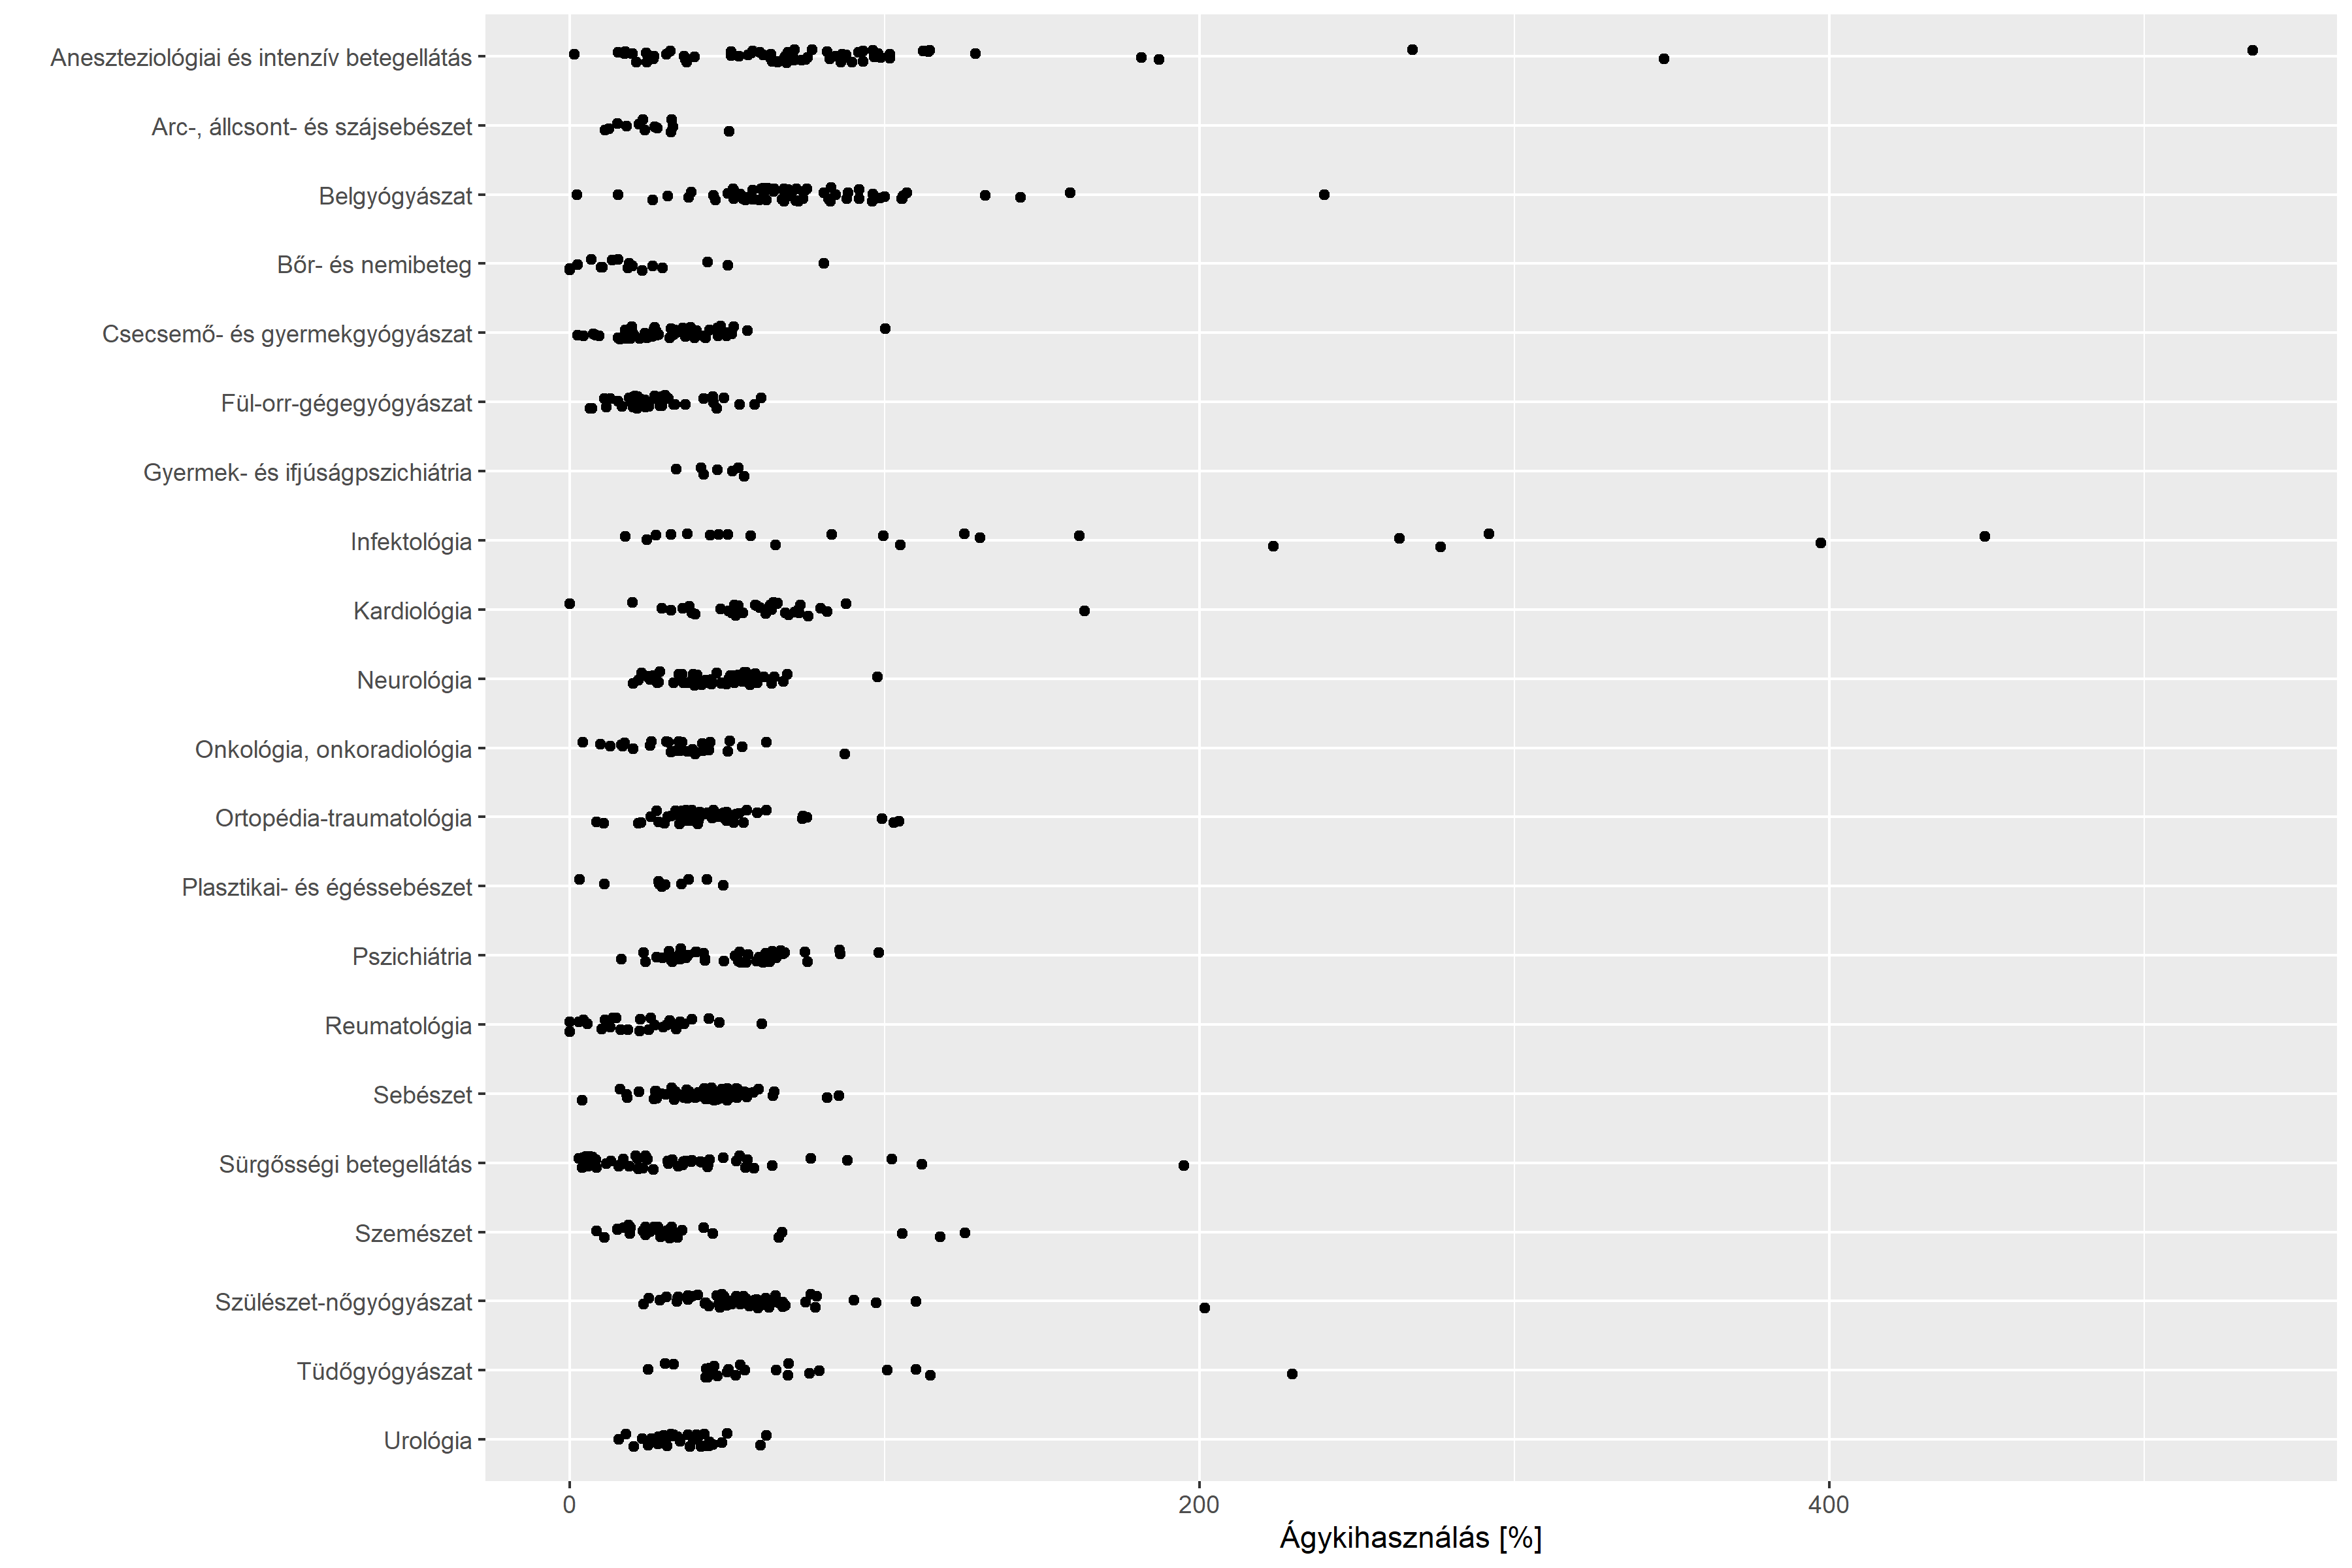 Aneszteziológiai és intenzív betegellátás
Arc-, állcsont- és szájsebészet
Belgyógyászat
Bőr- és nemibeteg
Csecsemő- és gyermekgyógyászat
Fül-orr-gégegyógyászat
Gyermek- és ifjúságpszichiátria
Infektológia
Kardiológia
Neurológia
Onkológia, onkoradiológia
Ortopédia-traumatológia
Plasztikai- és égéssebészet
Pszichiátria
Reumatológia
Sebészet
Sürgősségi betegellátás
Szemészet
Szülészet-nőgyógyászat
Tüdőgyógyászat
Urológia
0 200 400
Ágykihasználás [%]